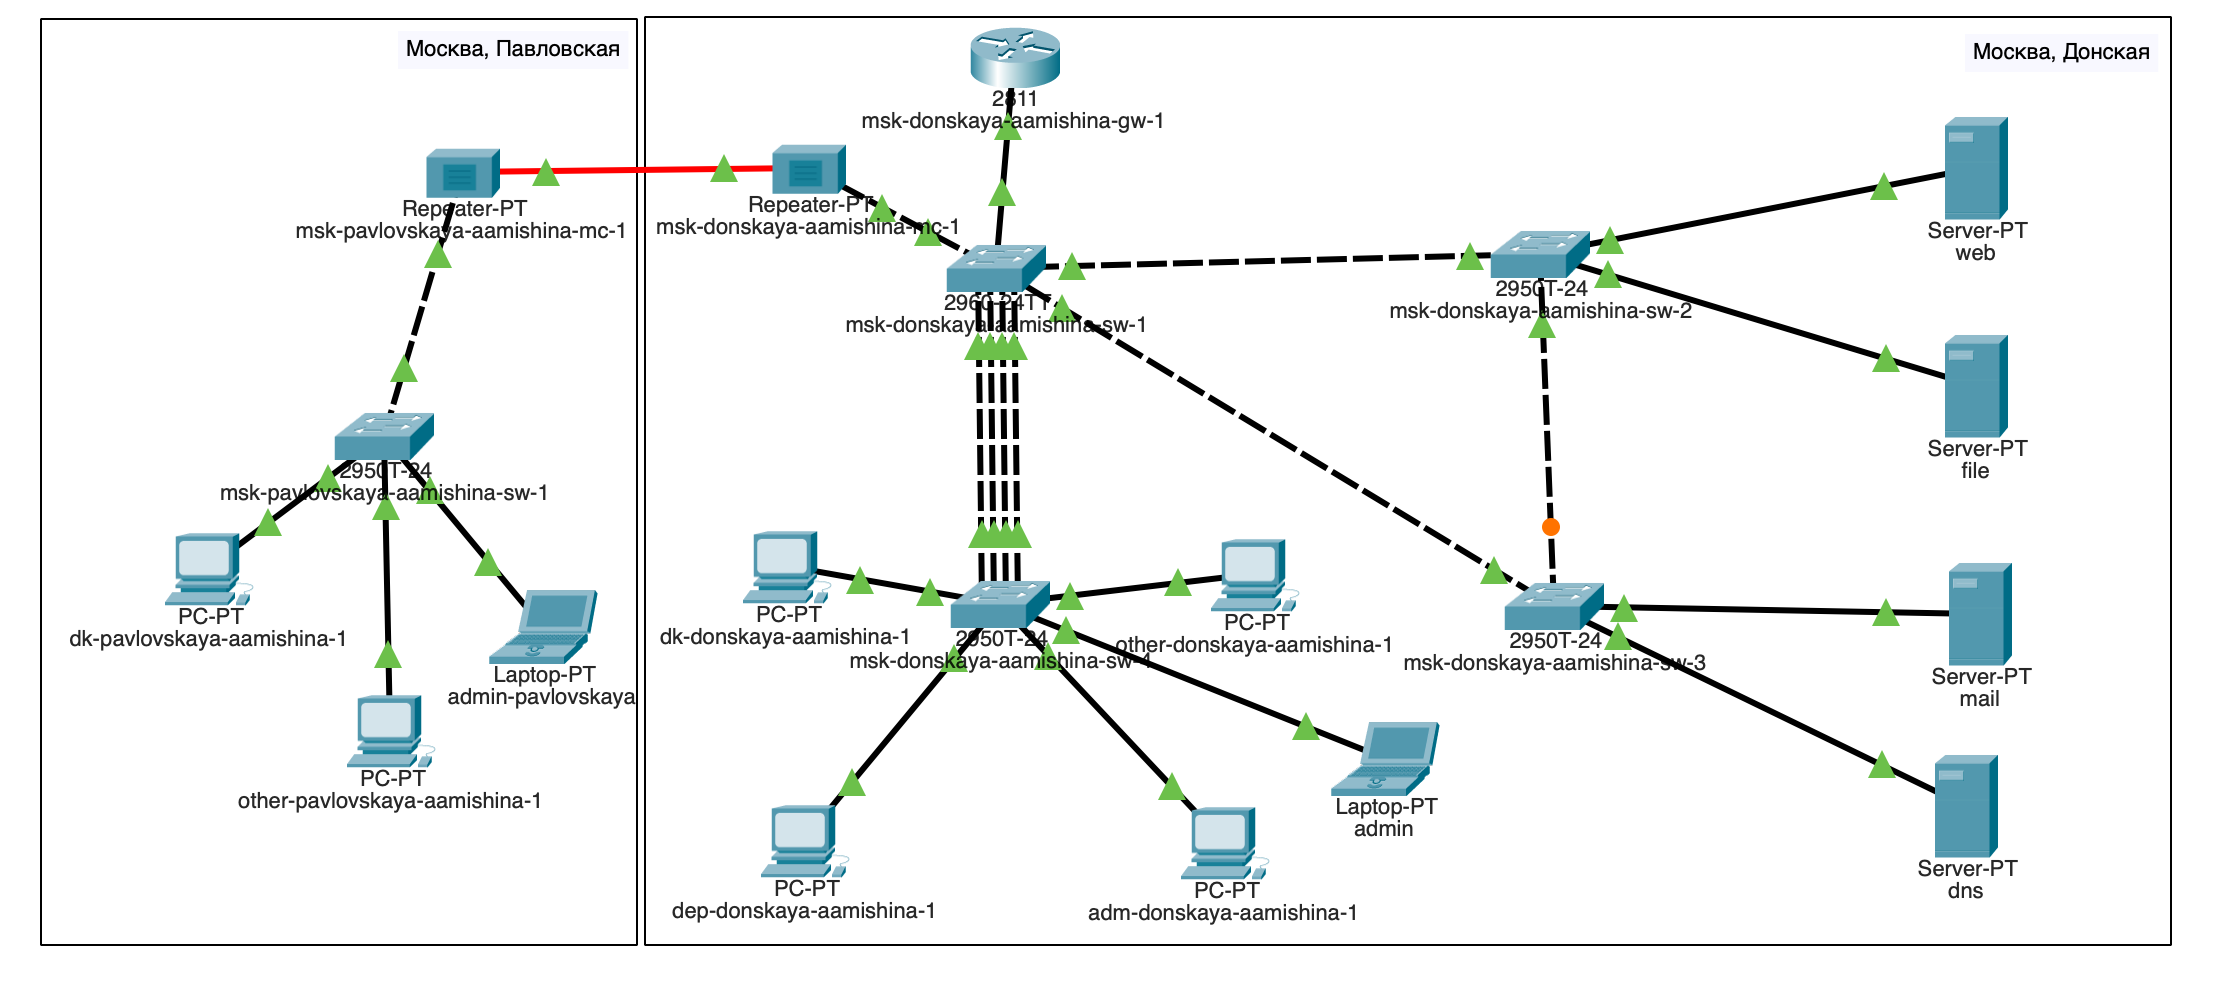 Москва, Павловская
Repeater-PT
msk-pavlovskaya-aamishina-mc-1
2950T-24
msk-pavlovskaya-aamishina-sw-1
PC-PT
dk-pavlovskaya-aamishina-1
Laptop-PT
admin-pavlovskaya
PC-PT
other-pavlovskaya-aamishina-1
Москва, Донская
2811
msk-donskaya-aamishina-gw-1
Repeater-PT
msk-donskaya-aamishina-mc-1
2960-24TT
msk-donskaya-aamishina-sw-1
2950T-24
msk-donskaya-aamishina-sw-2
Server-PT
web
Server-PT
file
PC-PT
dk-donskaya-aamishina-1
2950T-24
msk-donskaya-aamishina-sw-4
PC-PT
other-donskaya-aamishina-1
2950T-24
msk-donskaya-aamishina-sw-3
Server-PT
mail
Laptop-PT
admin
PC-PT
dep-donskaya-aamishina-1
PC-PT
adm-donskaya-aamishina-1
Server-PT
dns